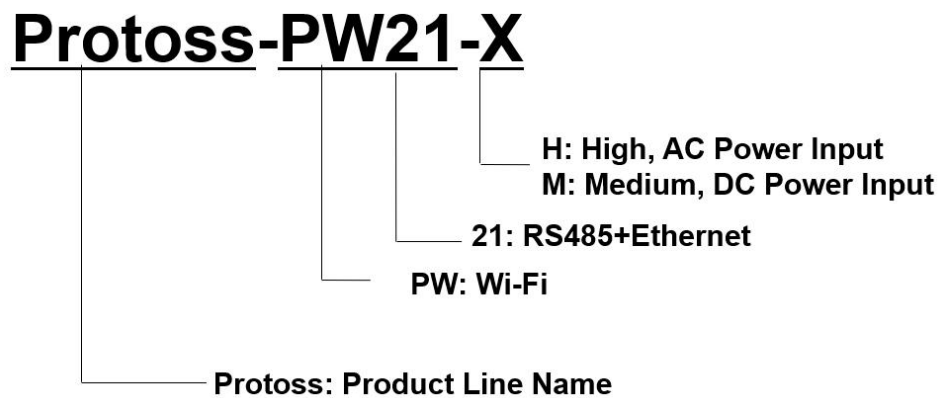 Protoss-PW21-X
H: High, AC Power Input
M: Medium, DC Power Input
21: RS485+Ethernet
PW: Wi-Fi
Protoss: Product Line Name